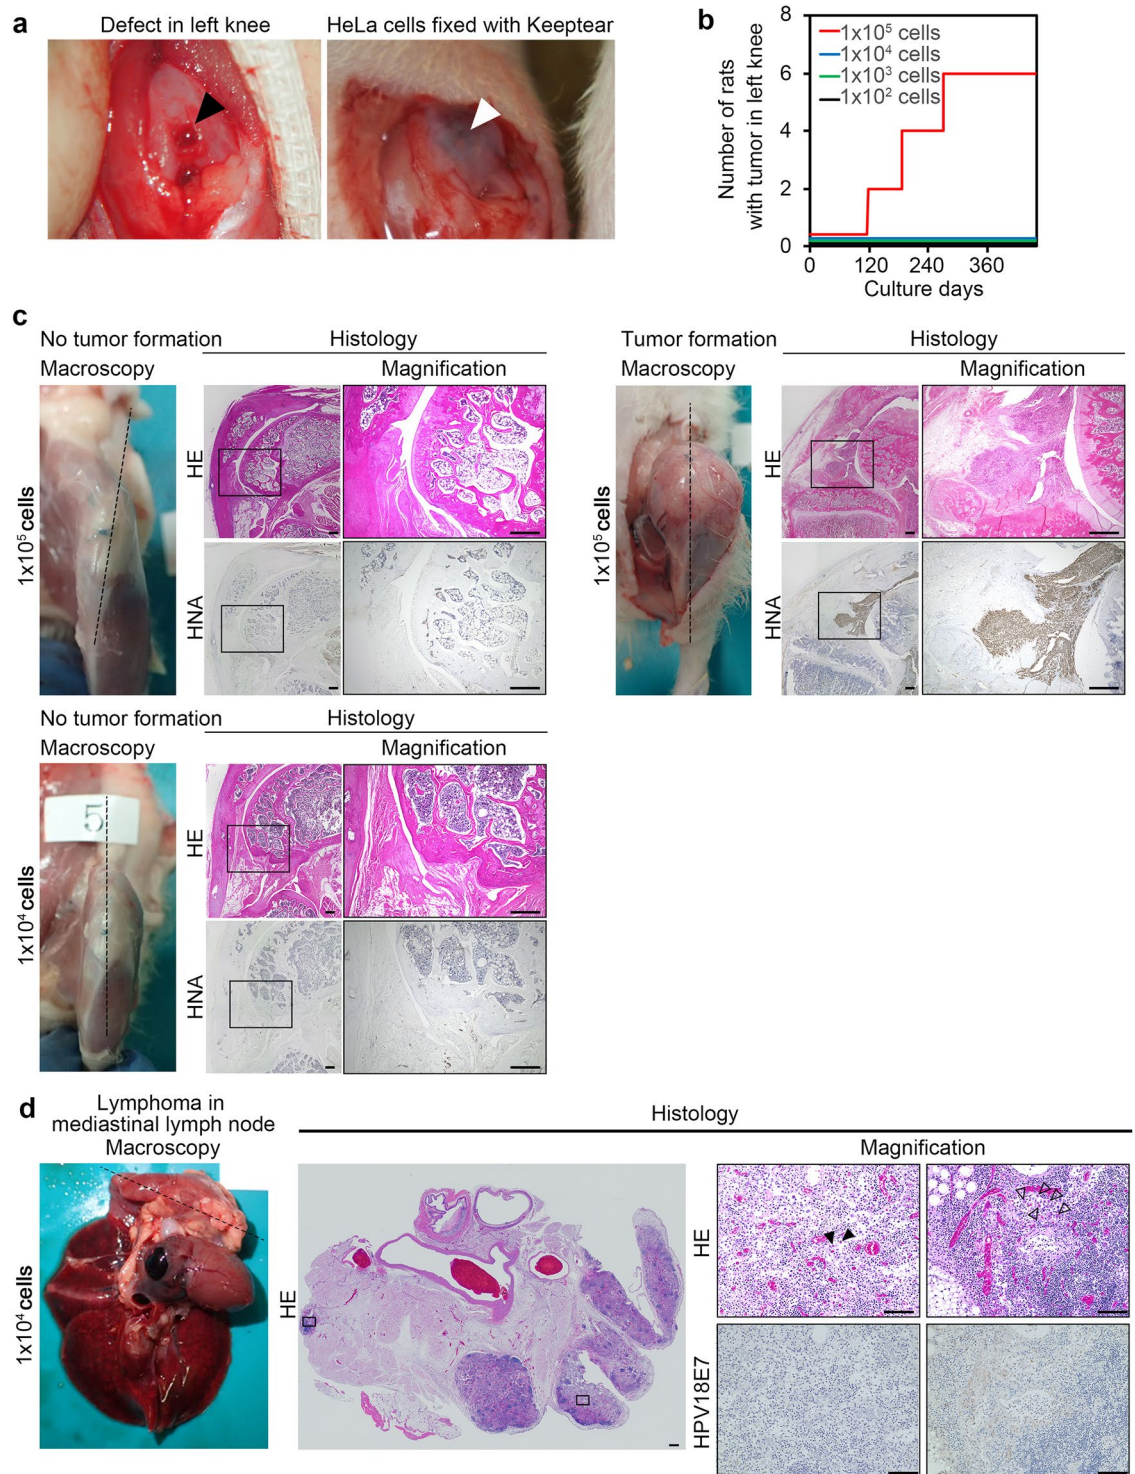 a
Defect in left knee
HeLa cells fixed with Keeptear
b
Number of rats
with tumor in left knee
8
6
4
2
0
1x10⁵ cells
1x10⁴ cells
1x10³ cells
1x10² cells
0 120 240 360
Culture days
c
No tumor formation
Histology
Macroscopy
Magnification
1x10⁵ cells
HE
HNA
Tumor formation
Histology
Macroscopy
Magnification
1x10⁵ cells
HE
HNA
No tumor formation
Histology
Macroscopy
Magnification
1x10⁴ cells
5
HE
HNA
d
Lymphoma in
mediastinal lymph node
Macroscopy
Histology
Magnification
1x10⁴ cells
HE
HE
HPV18E7